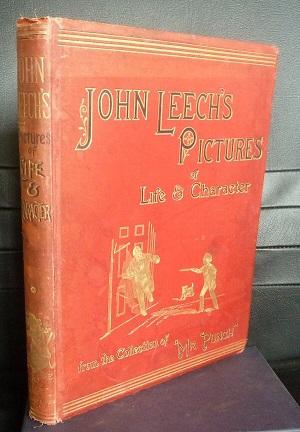 JOHN
LEECH'S
Pictures
OF
LIFE
&
CHARACTER
JOHN LEECH'S
PICTURES
of
Life & Character
from the Collection of "MR PUNCH"